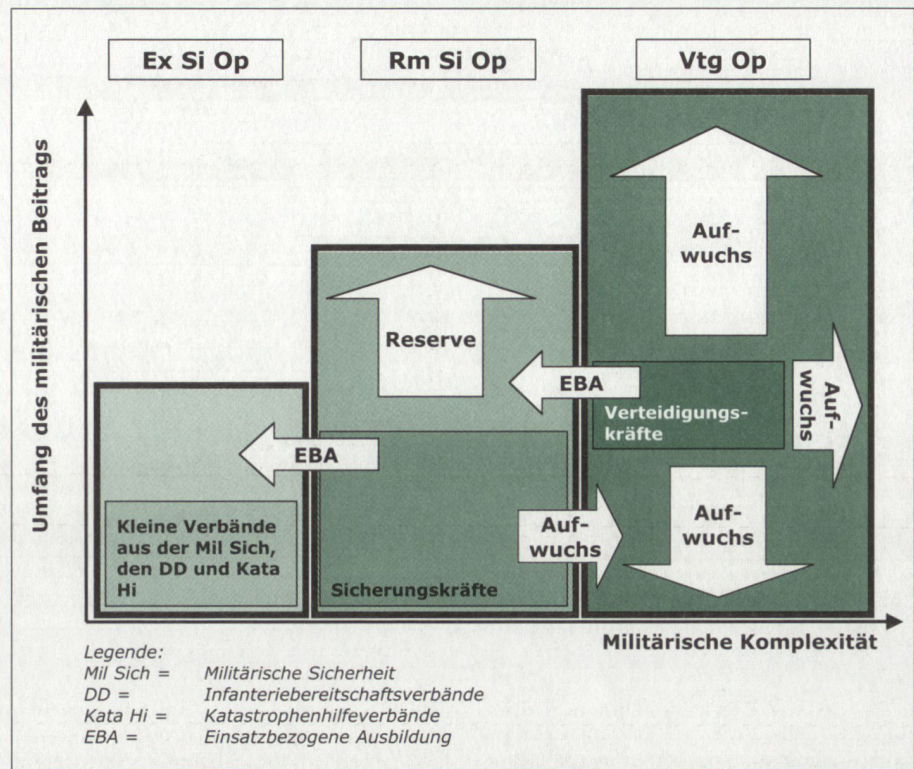 Ex Si Op
Rm Si Op
Vtg Op
Umfang des militärischen Beitrags
Auf-
wuchs
Reserve
EBA
Verteidigungs-
kräfte
Auf-
wuchs
EBA
Kleine Verbände
aus der Mil Sich,
den DD und Kata
Hi
Sicherungskräfte
Auf-
wuchs
Auf-
wuchs
Militärische Komplexität
Legende:
Mil Sich = Militärische Sicherheit
DD = Infanteriebereitschaftsverbände
Kata Hi = Katastrophenhilfeverbände
EBA = Einsatzbezogene Ausbildung